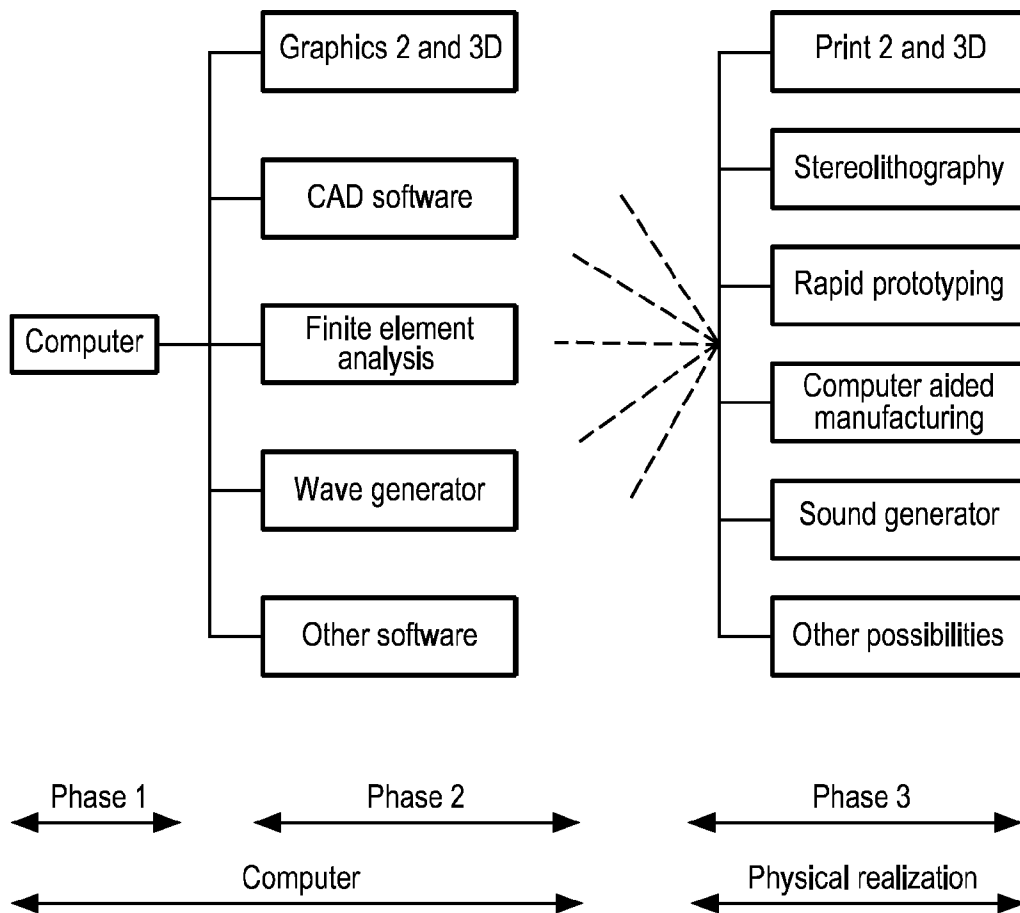 Graphics 2 and 3D
Print 2 and 3D
CAD software
Stereolithography
Rapid prototyping
Computer
Finite element
analysis
Computer aided
manufacturing
Wave generator
Sound generator
Other software
Other possibilities
Phase 1
Phase 2
Phase 3
Computer
Physical realization